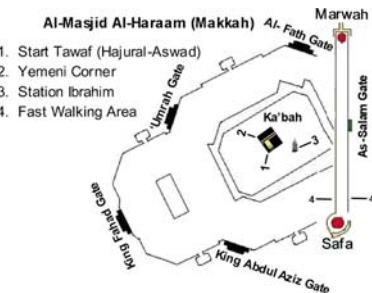 Al-Masjid Al-Haraam (Makkah)
1. Start Tawaf (Hajural-Aswad)
2. Yemeni Corner
3. Station Ibrahim
4. Fast Walking Area
Al- Fath Gate
Marwah
'Umrah Gate
As-Salam Gate
Ka'bah
2
3
1
King Fahad Gate
4
4
Safa
King Abdul Aziz Gate